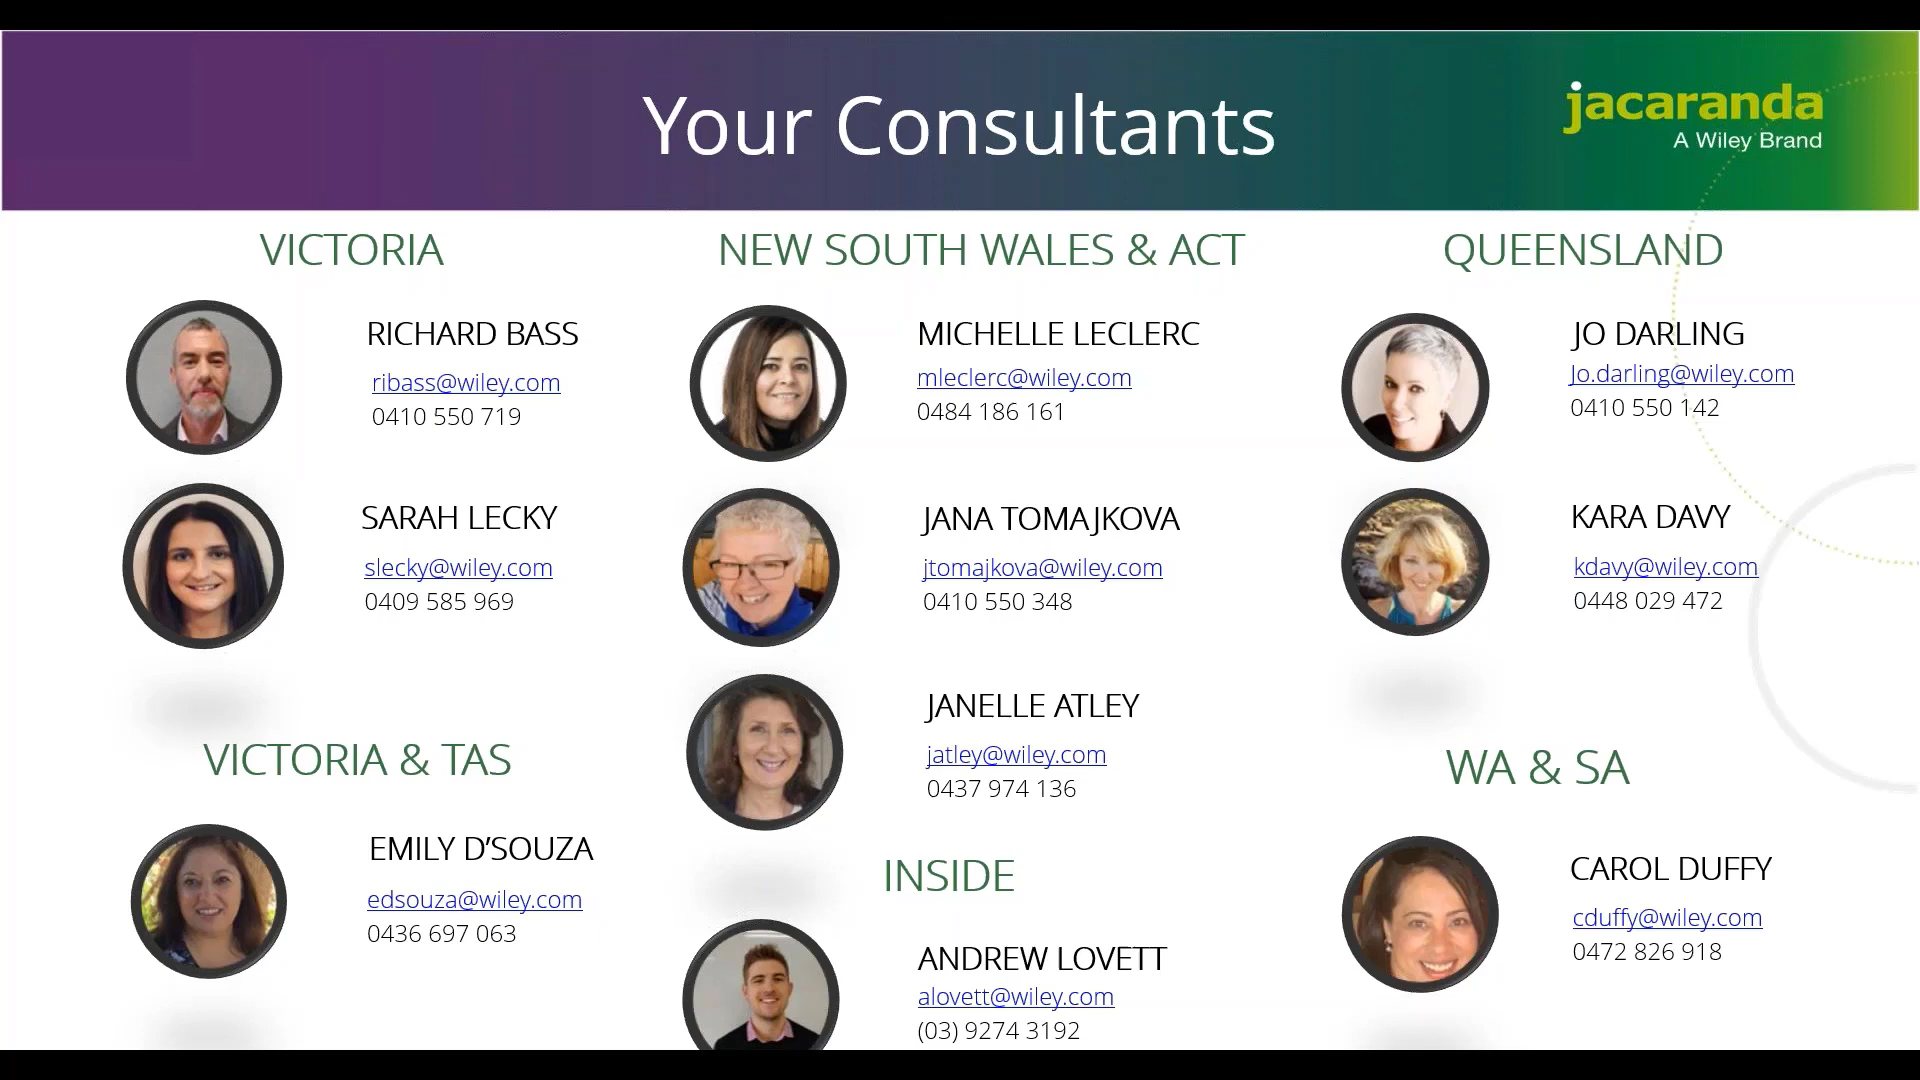 Your Consultants
jacaranda
A Wiley Brand
VICTORIA
RICHARD BASS
ribass@wiley.com
0410 550 719
SARAH LECKY
slecky@wiley.com
0409 585 969
VICTORIA & TAS
EMILY D’SOUZA
edsouza@wiley.com
0436 697 063
NEW SOUTH WALES & ACT
MICHELLE LECLERC
mleclerc@wiley.com
0484 186 161
JANA TOMAJKOVA
jtomajkova@wiley.com
0410 550 348
JANELLE ATLEY
jatley@wiley.com
0437 974 136
INSIDE
ANDREW LOVETT
alovett@wiley.com
(03) 9274 3192
QUEENSLAND
JO DARLING
Jo.darling@wiley.com
0410 550 142
KARA DAVY
kdavy@wiley.com
0448 029 472
WA & SA
CAROL DUFFY
cduffy@wiley.com
0472 826 918